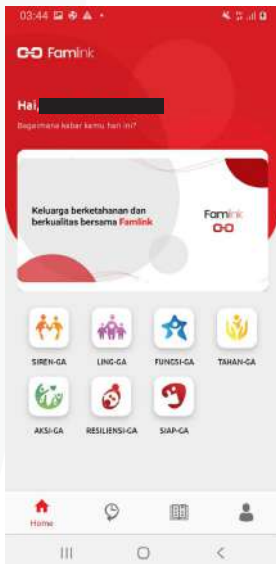 03:44
Famlink
Hai,
Bagaimana kabar kamu hari ini?
Keluarga berketahanan dan
berkualitas bersama Famlink
Famlink
SIREN-GA
LING-GA
FUNGSI-GA
TAHAN-GA
AKSI-GA
RESILIENSI-GA
SIAP-GA
Home